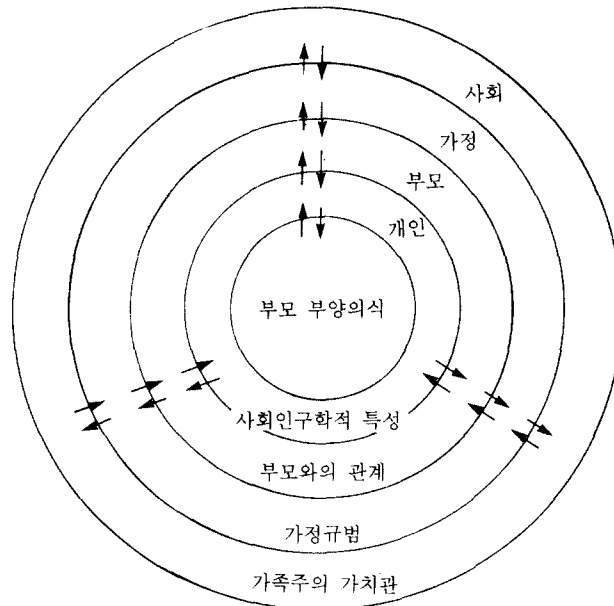 사회
가정
부모
개인
부모 부양의식
사회인구학적 특성
부모와의 관계
가정규범
가족주의 가치관